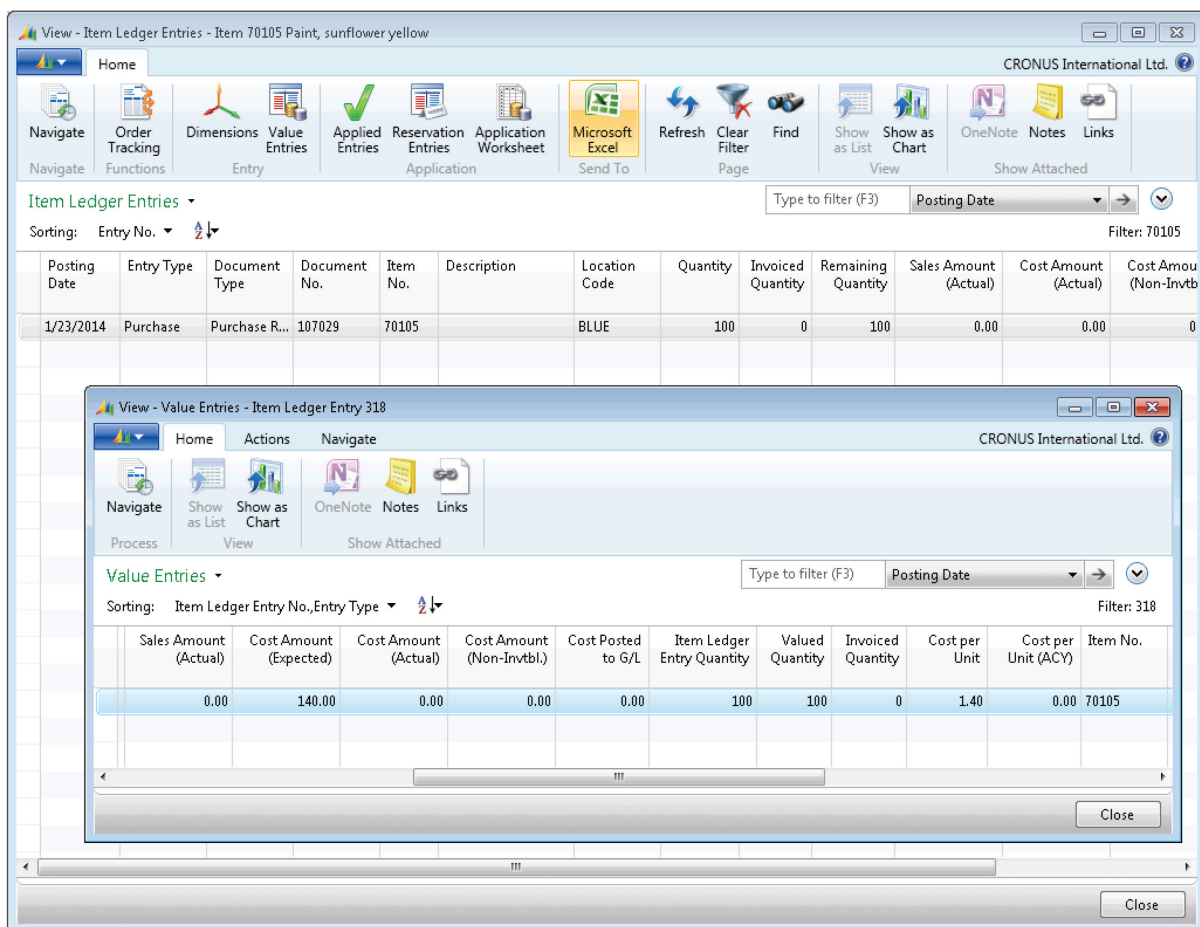 View - Item Ledger Entries - Item 70105 Paint, sunflower yellow
Home CRONUS International Ltd.
Navigate Order Tracking Dimensions Value Entries Applied Entries Reservation Entries Application Worksheet Microsoft Excel Refresh Clear Filter Find Show as List Show as Chart OneNote Notes Links
Navigate Functions Entry Application Send To Page View Show Attached
Item Ledger Entries Type to filter (F3) Posting Date
Sorting: Entry No. Filter: 70105
Posting Date Entry Type Document Type Document No. Item No. Description Location Code Quantity Invoiced Quantity Remaining Quantity Sales Amount (Actual) Cost Amount (Actual) Cost Amou (Non-Invtb
1/23/2014 Purchase Purchase R... 107029 70105 BLUE 100 0 100 0.00 0.00 0
View - Value Entries - Item Ledger Entry 318
Home Actions Navigate CRONUS International Ltd.
Navigate Show as List Show as Chart OneNote Notes Links
Process View Show Attached
Value Entries Type to filter (F3) Posting Date
Sorting: Item Ledger Entry No.,Entry Type Filter: 318
Sales Amount (Actual) Cost Amount (Expected) Cost Amount (Actual) Cost Amount (Non-Invtbl.) Cost Posted to G/L Item Ledger Entry Quantity Valued Quantity Invoiced Quantity Cost per Unit Cost per Unit (ACY) Item No.
0.00 140.00 0.00 0.00 0.00 100 100 0 1.40 0.00 70105
Close
Close